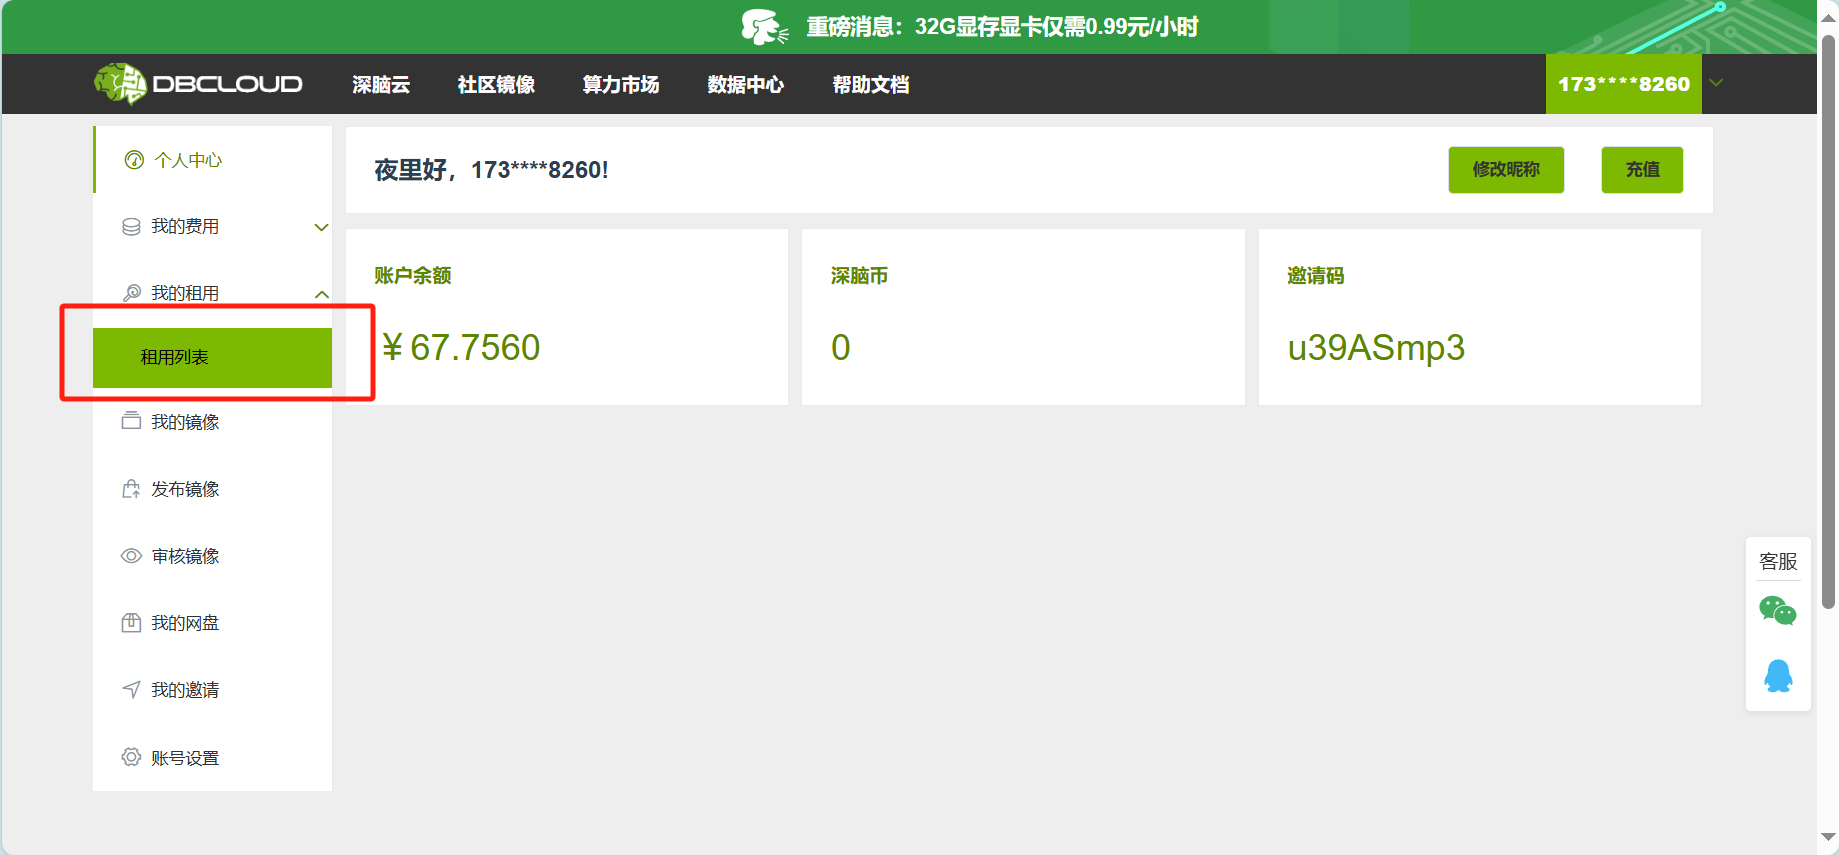 重磅消息：32G显存显卡仅需0.99元/小时
DBCLOUD 深脑云 社区镜像 算力市场 数据中心 帮助文档 173****8260
个人中心
我的费用
我的租用
租用列表
我的镜像
发布镜像
审核镜像
我的网盘
我的邀请
账号设置
夜里好，173****8260!
修改昵称 充值
账户余额
¥ 67.7560
深脑币
0
邀请码
u39ASmp3
客服